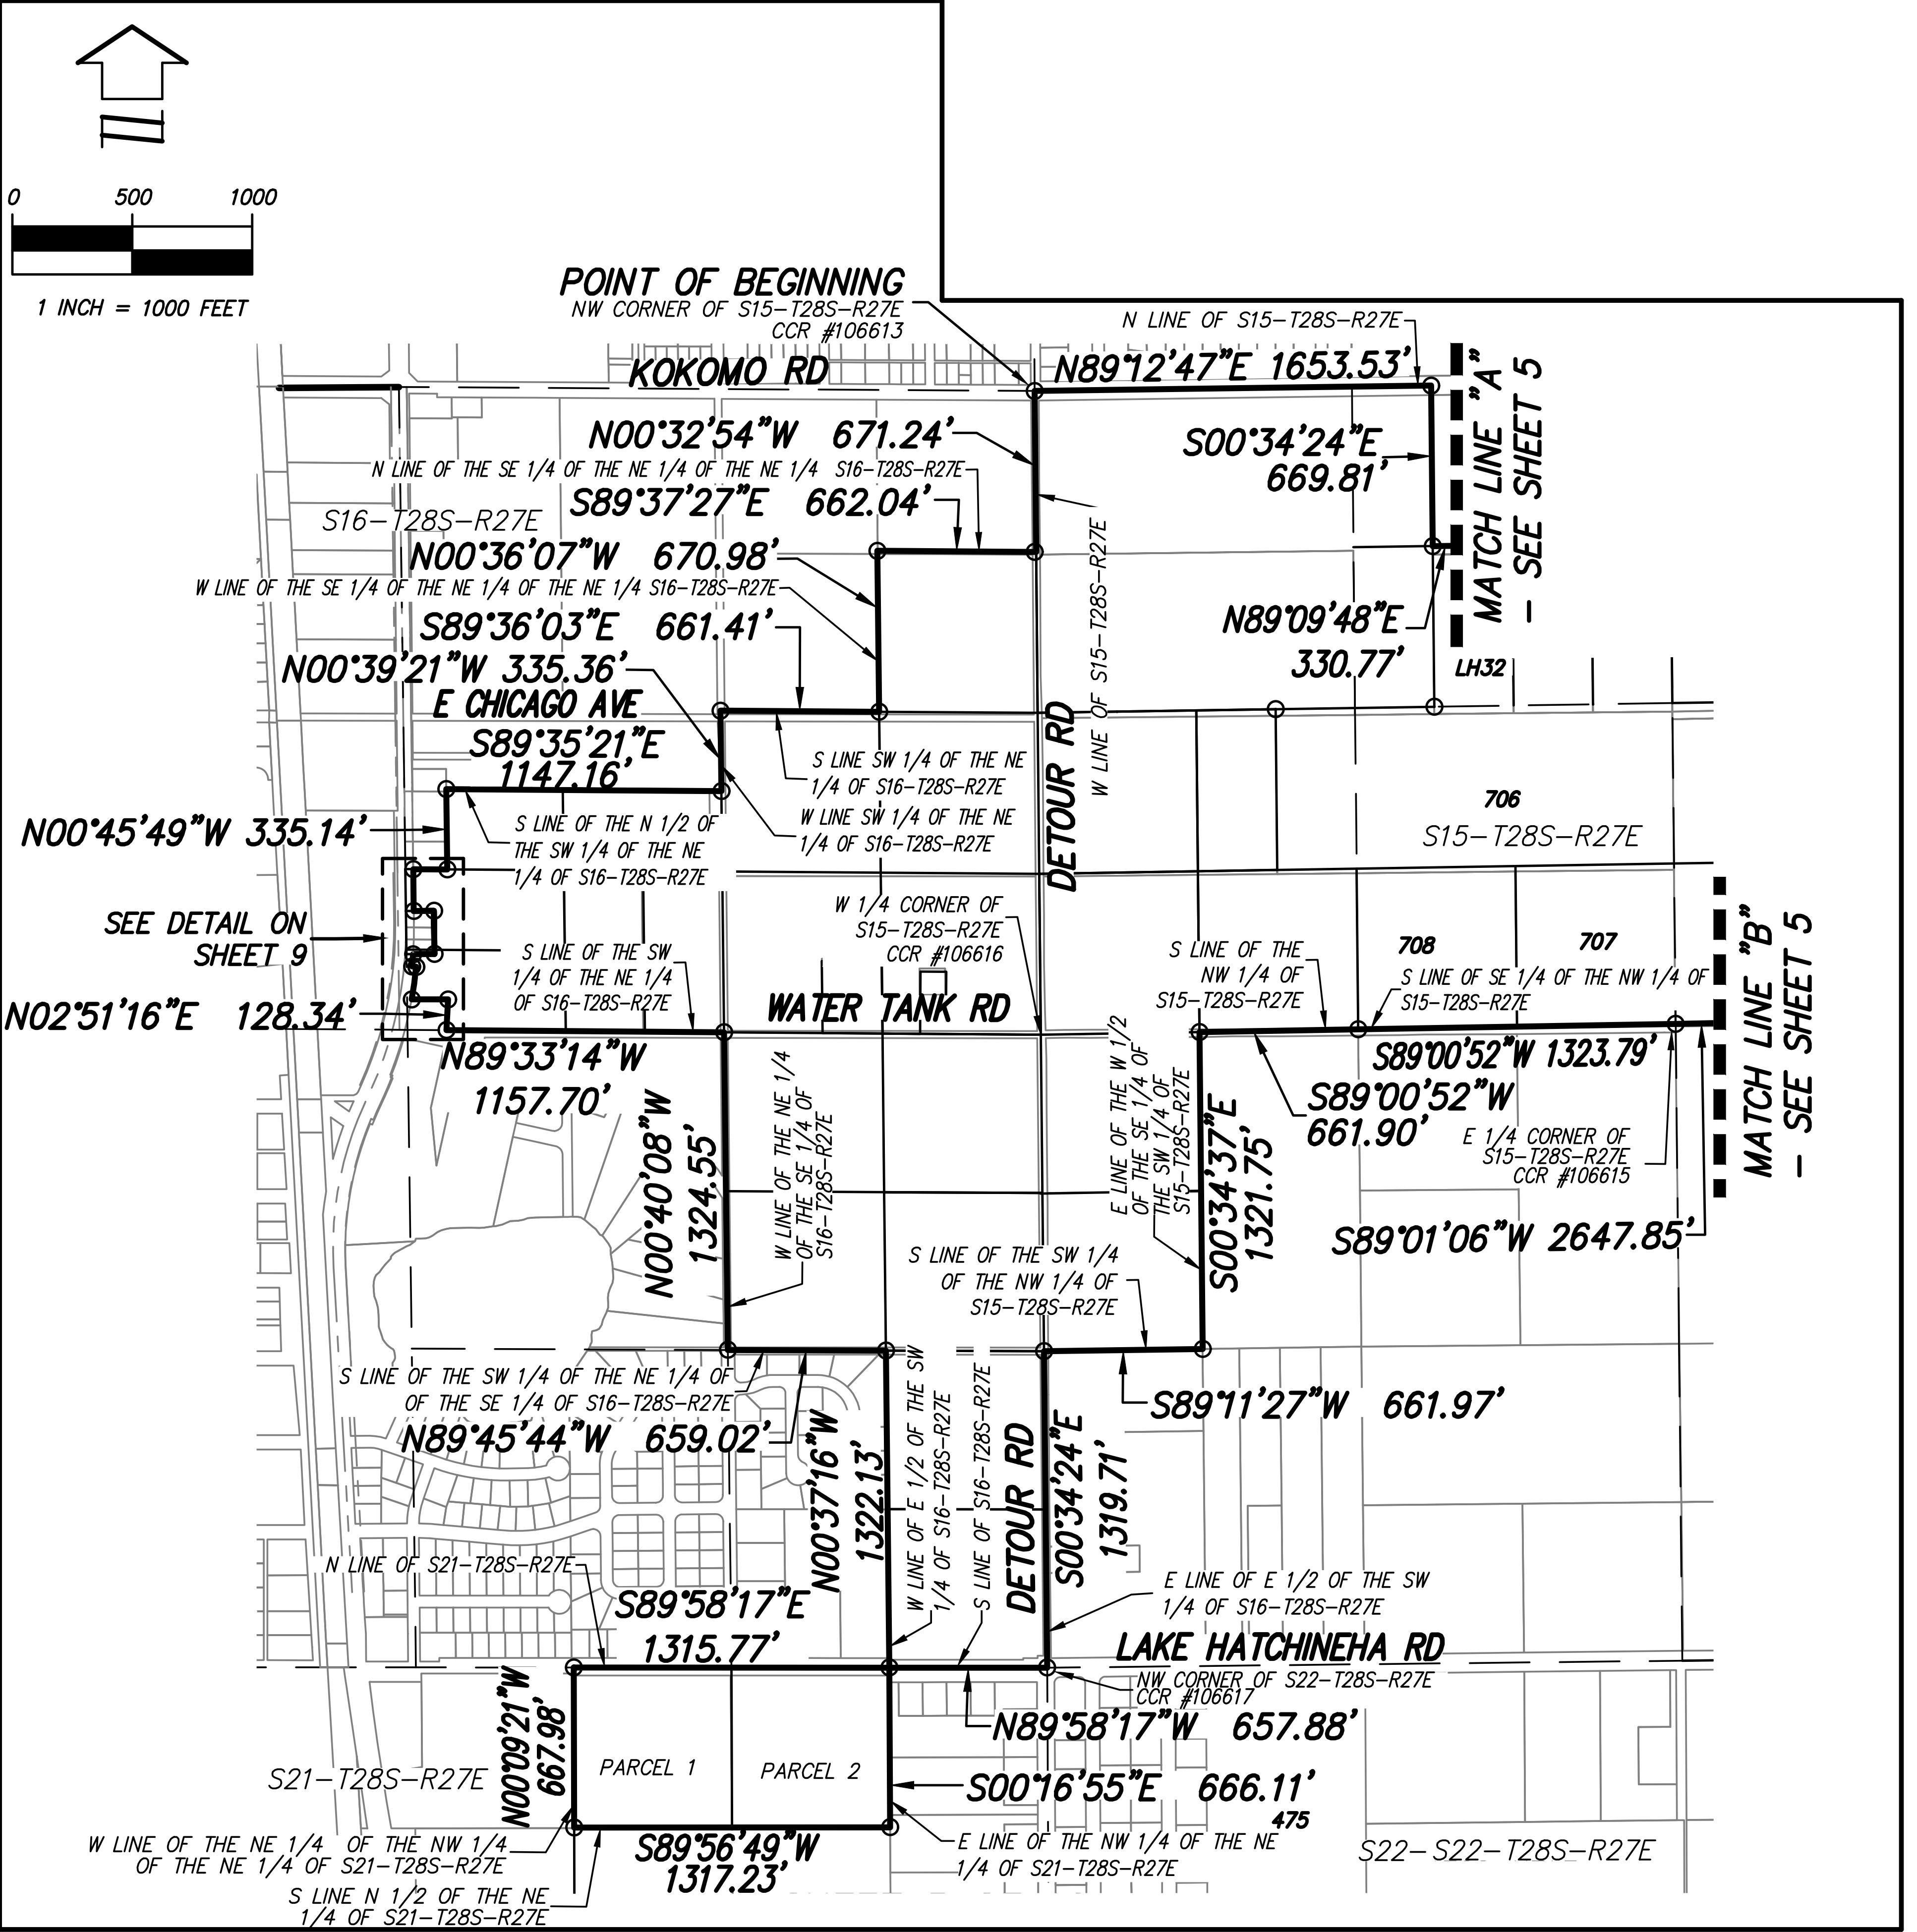 0 500 1000
1 INCH = 1000 FEET
POINT OF BEGINNING
NW CORNER OF S15-T28S-R27E
CCR #106613
N LINE OF S15-T28S-R27E
KOKOMO RD
N89°12'47"E 1653.53'
MATCH LINE "A"
- SEE SHEET 5
N00°32'54"W 671.24'
S00°34'24"E
669.81'
N LINE OF THE SE 1/4 OF THE NE 1/4 OF THE NE 1/4 S16-T28S-R27E
S89°37'27"E 662.04'
S16-T28S-R27E
W LINE OF S15-T28S-R27E
N00°36'07"W 670.98'
W LINE OF THE SE 1/4 OF THE NE 1/4 OF THE NE 1/4 S16-T28S-R27E
S89°36'03"E 661.41'
N89°09'48"E
330.77'
LH32
N00°39'21"W 335.36'
E CHICAGO AVE
S89°35'21"E
1147.16'
DETOUR RD
S LINE SW 1/4 OF THE NE
1/4 OF S16-T28S-R27E
W LINE SW 1/4 OF THE NE
1/4 OF S16-T28S-R27E
706
S15-T28S-R27E
N00°45'49"W 335.14'
S LINE OF THE N 1/2 OF
THE SW 1/4 OF THE NE
1/4 OF S16-T28S-R27E
SEE DETAIL ON
SHEET 9
W 1/4 CORNER OF
S15-T28S-R27E
CCR #106616
S LINE OF THE SW
1/4 OF THE NE 1/4
OF S16-T28S-R27E
S LINE OF THE
NW 1/4 OF
S15-T28S-R27E
708
707
S LINE OF SE 1/4 OF THE NW 1/4 OF
S15-T28S-R27E
MATCH LINE "B"
- SEE SHEET 5
N02°51'16"E 128.34'
WATER TANK RD
N89°33'14"W
1157.70'
S89°00'52"W 1323.79'
S89°00'52"W
661.90'
E 1/4 CORNER OF
S15-T28S-R27E
CCR #106615
N00°40'08"W
1324.55'
W LINE OF THE NE 1/4
OF THE SE 1/4 OF
S16-T28S-R27E
E LINE OF THE W 1/2
OF THE SE 1/4 OF
THE SW 1/4 OF
S15-T28S-R27E
S00°34'37"E
1321.75'
S89°01'06"W 2647.85'
S LINE OF THE SW 1/4
OF THE NW 1/4 OF
S15-T28S-R27E
S LINE OF THE SW 1/4 OF THE NE 1/4 OF
OF THE SE 1/4 OF S16-T28S-R27E
N89°45'44"W 659.02'
S89°11'27"W 661.97'
N00°37'16"W
1322.13'
W LINE OF E 1/2 OF THE SW
1/4 OF S16-T28S-R27E
S LINE OF S16-T28S-R27E
DETOUR RD
S00°34'24"E
1319.71'
N LINE OF S21-T28S-R27E
S89°58'17"E
1315.77'
E LINE OF E 1/2 OF THE SW
1/4 OF S16-T28S-R27E
LAKE HATCHINEHA RD
NW CORNER OF S22-T28S-R27E
CCR #106617
N89°58'17"W 657.88'
N00°09'21"W
667.98'
PARCEL 1
PARCEL 2
S21-T28S-R27E
S00°16'55"E 666.11'
475
W LINE OF THE NE 1/4 OF THE NW 1/4
OF THE NE 1/4 OF S21-T28S-R27E
S89°56'49"W
1317.23'
E LINE OF THE NW 1/4 OF THE NE
1/4 OF S21-T28S-R27E
S22-S22-T28S-R27E
S LINE N 1/2 OF THE NE
1/4 OF S21-T28S-R27E